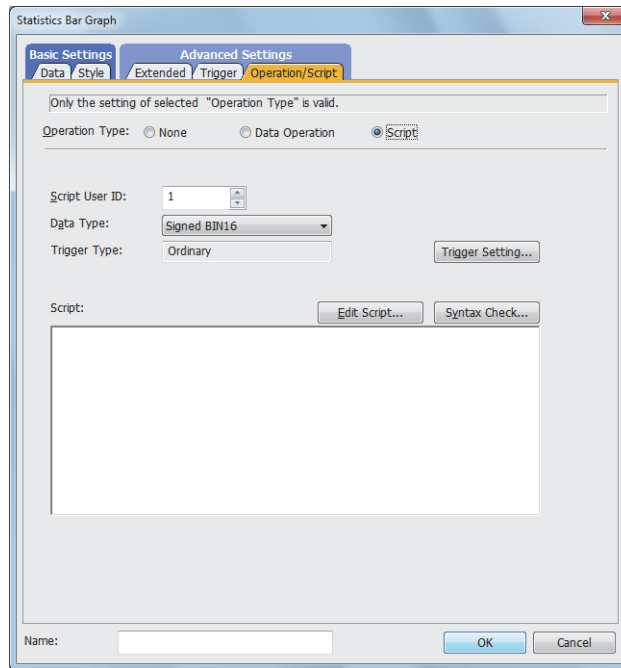 Statistics Bar Graph
Basic Settings Advanced Settings
Data Style Extended Trigger Operation/Script
Only the setting of selected "Operation Type" is valid.
Operation Type: None Data Operation Script
Script User ID: 1
Data Type: Signed BIN16
Trigger Type: Ordinary Trigger Setting...
Script: Edit Script... Syntax Check...
Name: OK Cancel